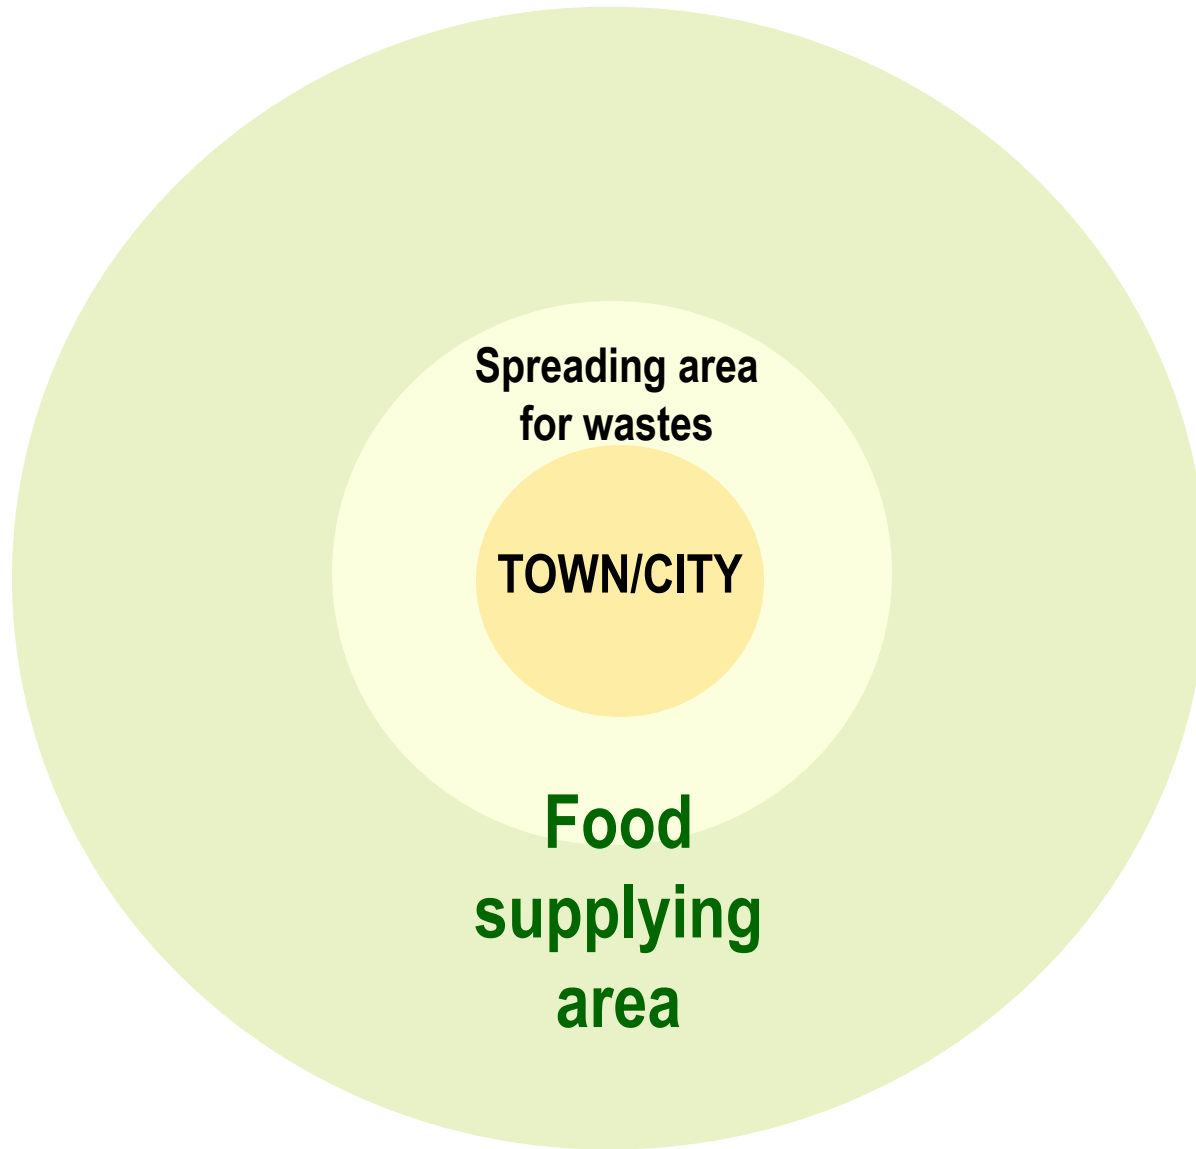 Spreading area
for wastes
TOWN/CITY
Food
supplying
area